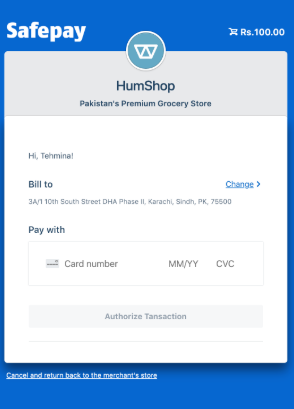 Safepay
Rs.100.00
HumShop
Pakistan's Premium Grocery Store
Hi, Tehmina!
Bill to Change >
3A/1 10th South Street DHA Phase II, Karachi, Sindh, PK, 75500
Pay with
Card number MM/YY CVC
Authorize Tansaction
Cancel and return back to the merchant's store